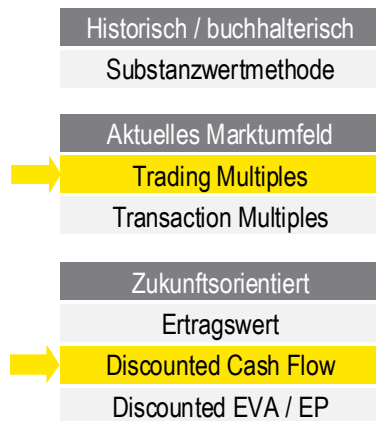 Historisch / buchhalterisch
Substanzwertmethode
Aktuelles Marktumfeld
Trading Multiples
Transaction Multiples
Zukunftsorientiert
Ertragswert
Discounted Cash Flow
Discounted EVA / EP